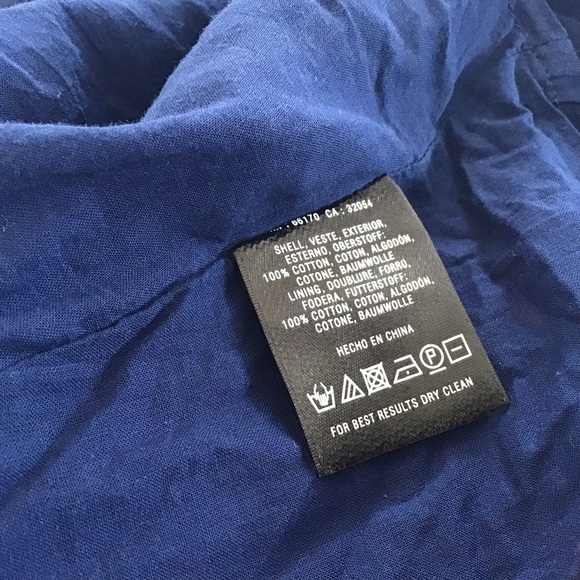 66170 CA : 32054
SHELL, VESTE, EXTERIOR,
ESTERNO, OBERSTOFF:
100% COTTON, COTON, ALGODÓN,
COTONE, BAUMWOLLE
LINING, DOUBLURE, FORRO,
FODERA, FUTTERSTOFF:
100% COTTON, COTON, ALGODÓN,
COTONE, BAUMWOLLE
HECHO EN CHINA
P
FOR BEST RESULTS DRY CLEAN